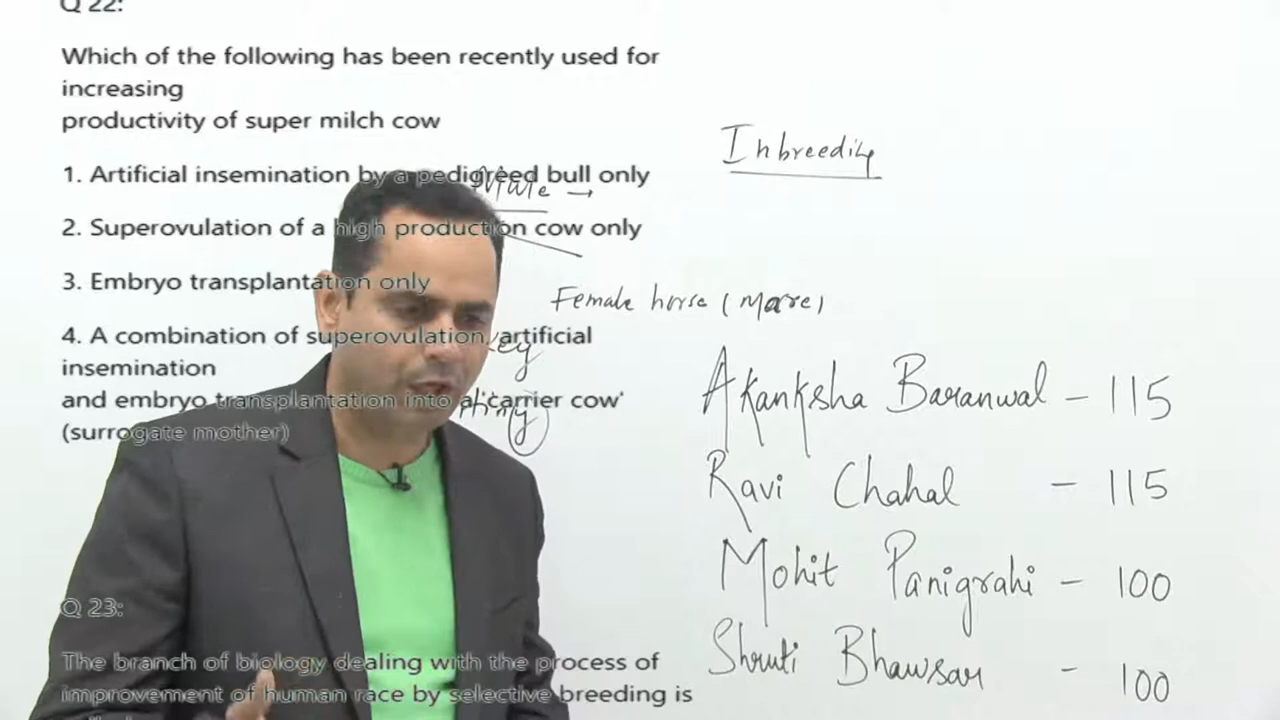 Q 22:
Which of the following has been recently used for
increasing
productivity of super milch cow
1. Artificial insemination by a pedigreed bull only
2. Superovulation of a high production cow only
3. Embryo transplantation only
4. A combination of superovulation, artificial
insemination
and embryo transplantation into a 'carrier cow'
(surrogate mother)
Q 23:
The branch of biology dealing with the process of
improvement of human race by selective breeding is
Inbreeding
Male →
Female horse (Mare)
Akanksha Baranwal - 115
Ravi Chahal - 115
Mohit Panigrahi - 100
Shruti Bhawsar - 100